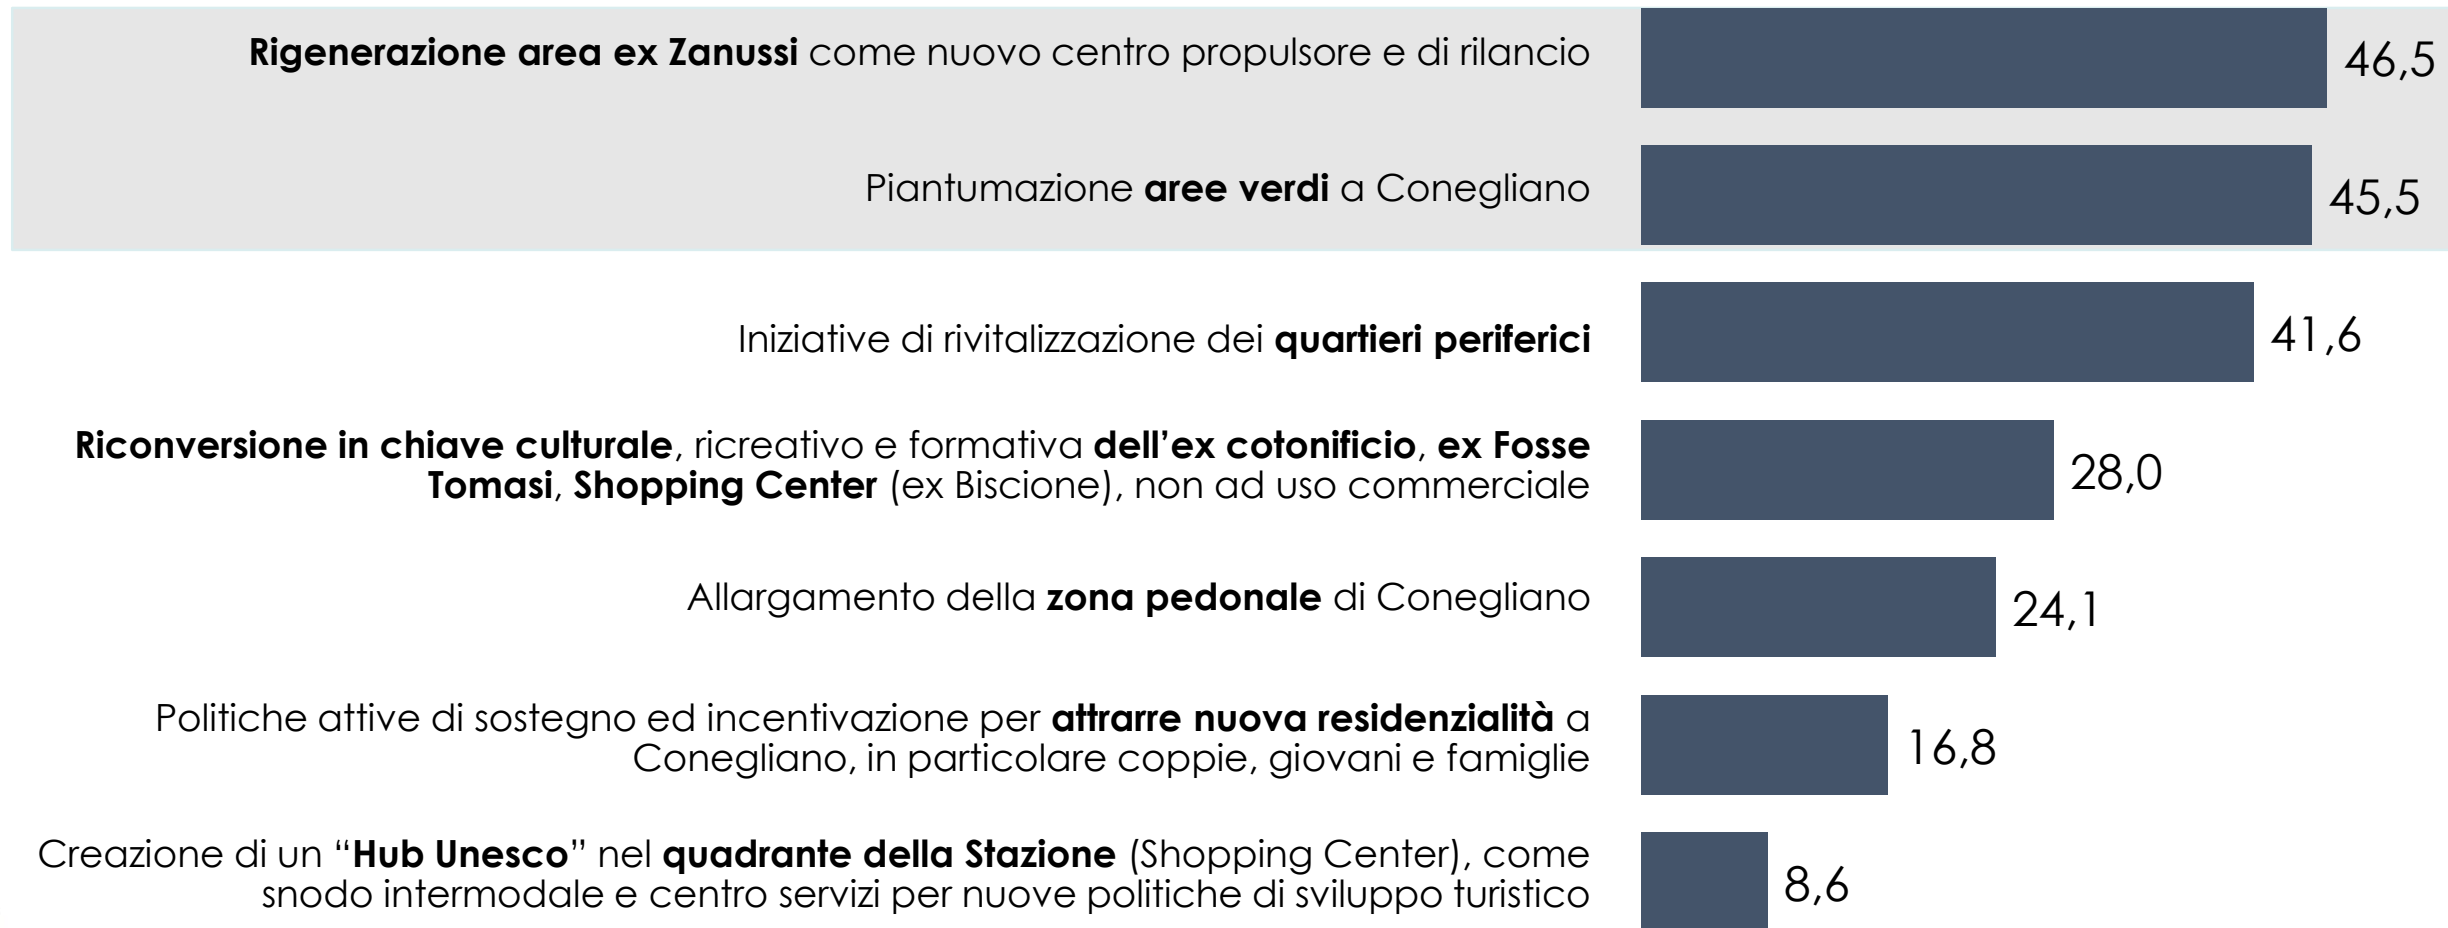 Rigenerazione area ex Zanussi come nuovo centro propulsore e di rilancio
46,5
Piantumazione aree verdi a Conegliano
45,5
Iniziative di rivitalizzazione dei quartieri periferici
41,6
Riconversione in chiave culturale, ricreativo e formativa dell’ex cotonificio, ex Fosse
Tomasi, Shopping Center (ex Biscione), non ad uso commerciale
28,0
Allargamento della zona pedonale di Conegliano
24,1
Politiche attive di sostegno ed incentivazione per attrarre nuova residenzialità a
Conegliano, in particolare coppie, giovani e famiglie
16,8
Creazione di un “Hub Unesco” nel quadrante della Stazione (Shopping Center), come
snodo intermodale e centro servizi per nuove politiche di sviluppo turistico
8,6